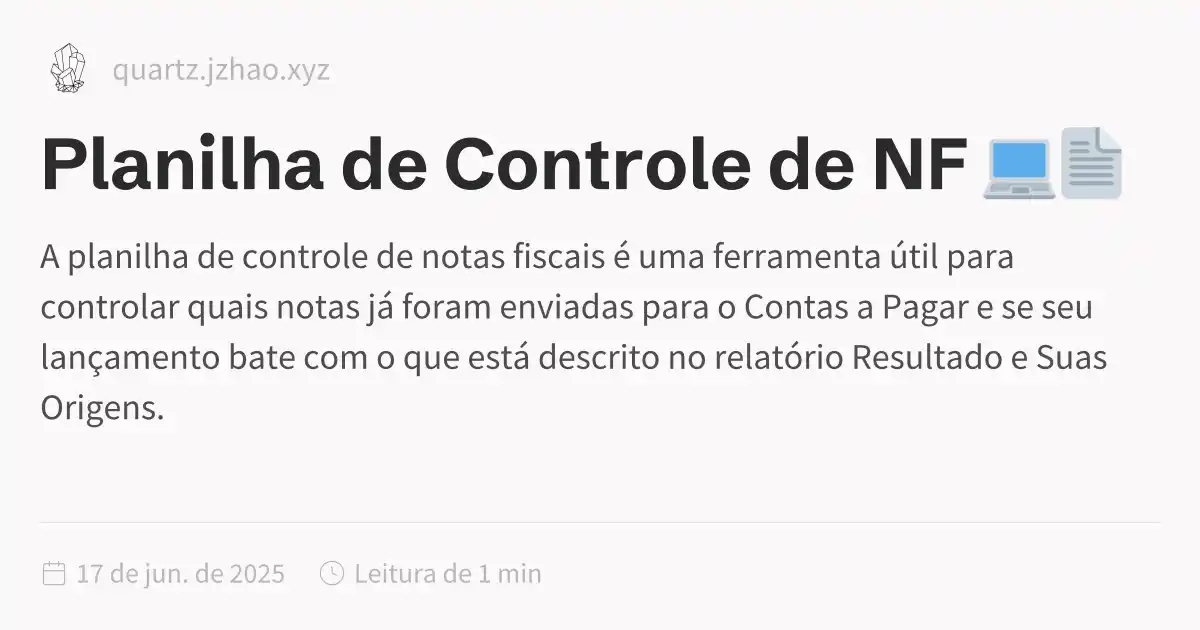 quartz.jzhao.xyz
Planilha de Controle de NF 💻📄
A planilha de controle de notas fiscais é uma ferramenta útil para
controlar quais notas já foram enviadas para o Contas a Pagar e se seu
lançamento bate com o que está descrito no relatório Resultado e Suas
Origens.
17 de jun. de 2025 Leitura de 1 min